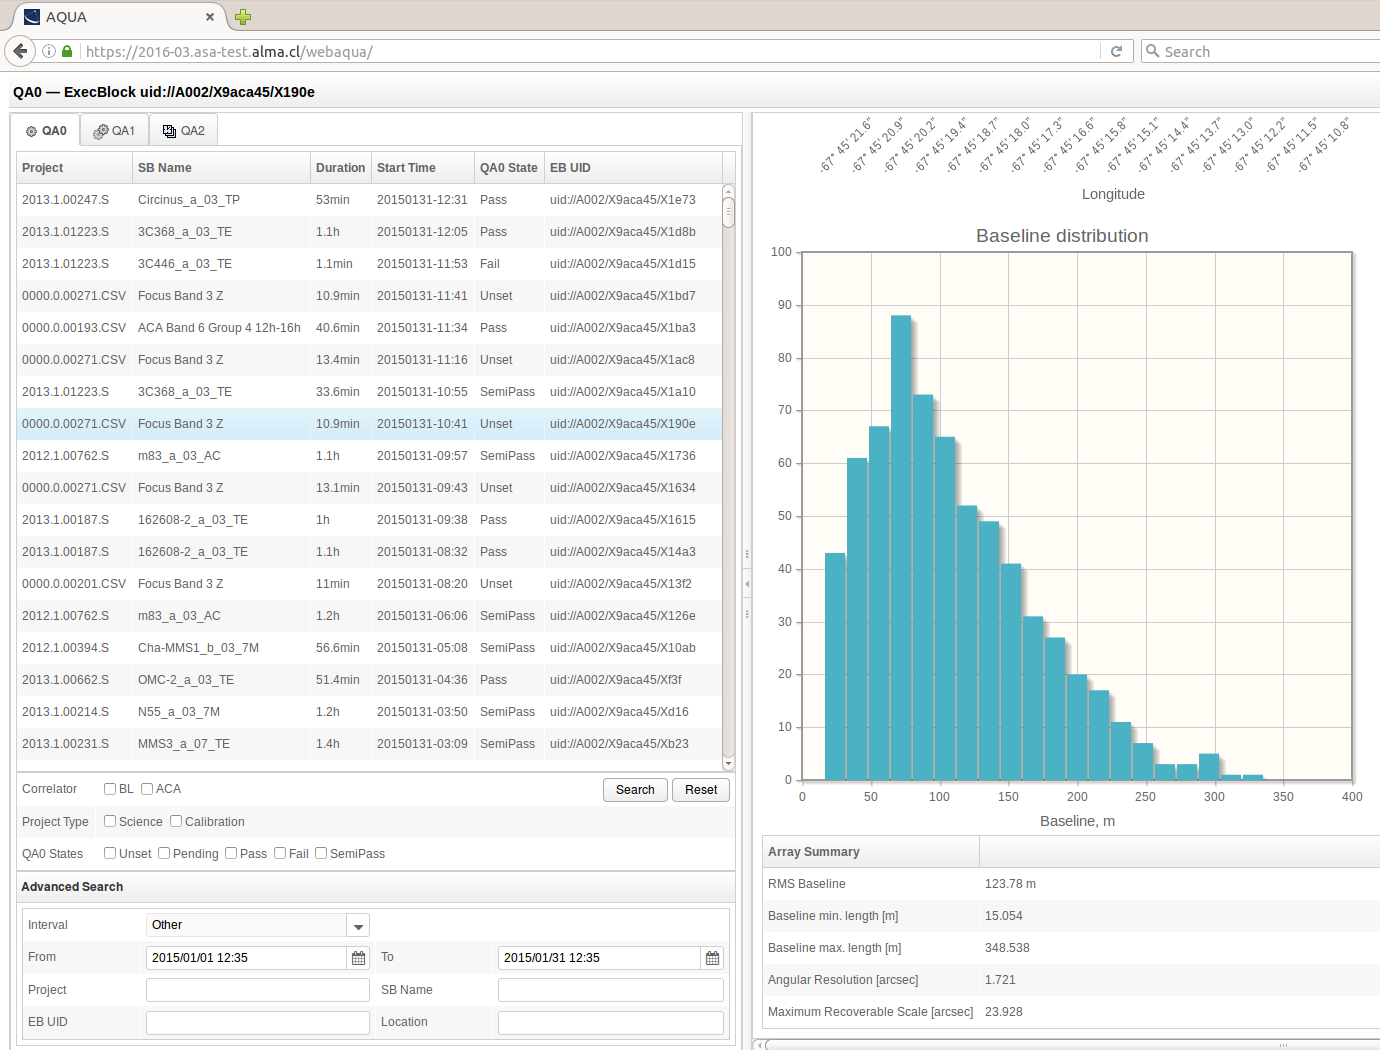 AQUA
https://2016-03.asa-test.alma.cl/webaqua/
Search
QA0 — ExecBlock uid://A002/X9aca45/X190e
QA0 QA1 QA2
Project SB Name Duration Start Time QA0 State EB UID
2013.1.00247.S Circinus_a_03_TP 53min 20150131-12:31 Pass uid://A002/X9aca45/X1e73
2013.1.01223.S 3C368_a_03_TE 1.1h 20150131-12:05 Pass uid://A002/X9aca45/X1d8b
2013.1.01223.S 3C446_a_03_TE 1.1min 20150131-11:53 Fail uid://A002/X9aca45/X1d15
0000.0.00271.CSV Focus Band 3 Z 10.9min 20150131-11:41 Unset uid://A002/X9aca45/X1bd7
0000.0.00193.CSV ACA Band 6 Group 4 12h-16h 40.6min 20150131-11:34 Pass uid://A002/X9aca45/X1ba3
0000.0.00271.CSV Focus Band 3 Z 13.4min 20150131-11:16 Unset uid://A002/X9aca45/X1ac8
2013.1.01223.S 3C368_a_03_TE 33.6min 20150131-10:55 SemiPass uid://A002/X9aca45/X1a10
0000.0.00271.CSV Focus Band 3 Z 10.9min 20150131-10:41 Unset uid://A002/X9aca45/X190e
2012.1.00762.S m83_a_03_AC 1.1h 20150131-09:57 SemiPass uid://A002/X9aca45/X1736
0000.0.00271.CSV Focus Band 3 Z 13.1min 20150131-09:43 Unset uid://A002/X9aca45/X1634
2013.1.00187.S 162608-2_a_03_TE 1h 20150131-09:38 Pass uid://A002/X9aca45/X1615
2013.1.00187.S 162608-2_a_03_TE 1.1h 20150131-08:32 Pass uid://A002/X9aca45/X14a3
0000.0.00201.CSV Focus Band 3 Z 11min 20150131-08:20 Unset uid://A002/X9aca45/X13f2
2012.1.00762.S m83_a_03_AC 1.2h 20150131-06:06 SemiPass uid://A002/X9aca45/X126e
2012.1.00394.S Cha-MMS1_b_03_7M 56.6min 20150131-05:08 SemiPass uid://A002/X9aca45/X10ab
2013.1.00662.S OMC-2_a_03_TE 51.4min 20150131-04:36 Pass uid://A002/X9aca45/Xf3f
2013.1.00214.S N55_a_03_7M 1.2h 20150131-03:50 SemiPass uid://A002/X9aca45/Xd16
2013.1.00231.S MMS3_a_07_TE 1.4h 20150131-03:09 SemiPass uid://A002/X9aca45/Xb23
Correlator BL ACA Search Reset
Project Type Science Calibration
QA0 States Unset Pending Pass Fail SemiPass
Advanced Search
Interval Other
From 2015/01/01 12:35 To 2015/01/31 12:35
Project SB Name
EB UID Location
-67° 45' 21.6" -67° 45' 20.9" -67° 45' 20.2" -67° 45' 19.4" -67° 45' 18.7" -67° 45' 18.0" -67° 45' 17.3" -67° 45' 16.6" -67° 45' 15.8" -67° 45' 15.1" -67° 45' 14.4" -67° 45' 13.7" -67° 45' 13.0" -67° 45' 12.2" -67° 45' 11.5" -67° 45' 10.8"
Longitude
Baseline distribution
100
90
80
70
60
50
40
30
20
10
0
0 50 100 150 200 250 300 350 400
Baseline, m
Array Summary
RMS Baseline 123.78 m
Baseline min. length [m] 15.054
Baseline max. length [m] 348.538
Angular Resolution [arcsec] 1.721
Maximum Recoverable Scale [arcsec] 23.928